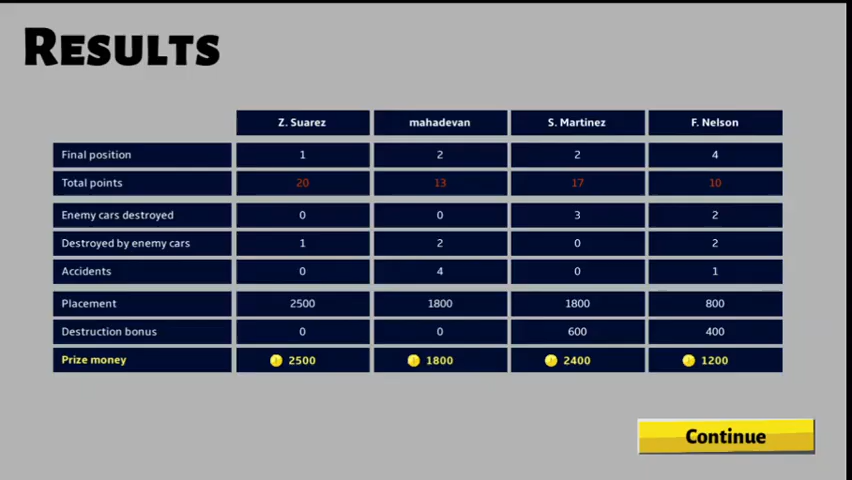 RESULTS
Z. Suarez mahadevan S. Martinez F. Nelson
Final position 1 2 2 4
Total points 20 13 17 10
Enemy cars destroyed 0 0 3 2
Destroyed by enemy cars 1 2 0 2
Accidents 0 4 0 1
Placement 2500 1800 1800 800
Destruction bonus 0 0 600 400
Prize money 2500 1800 2400 1200
Continue